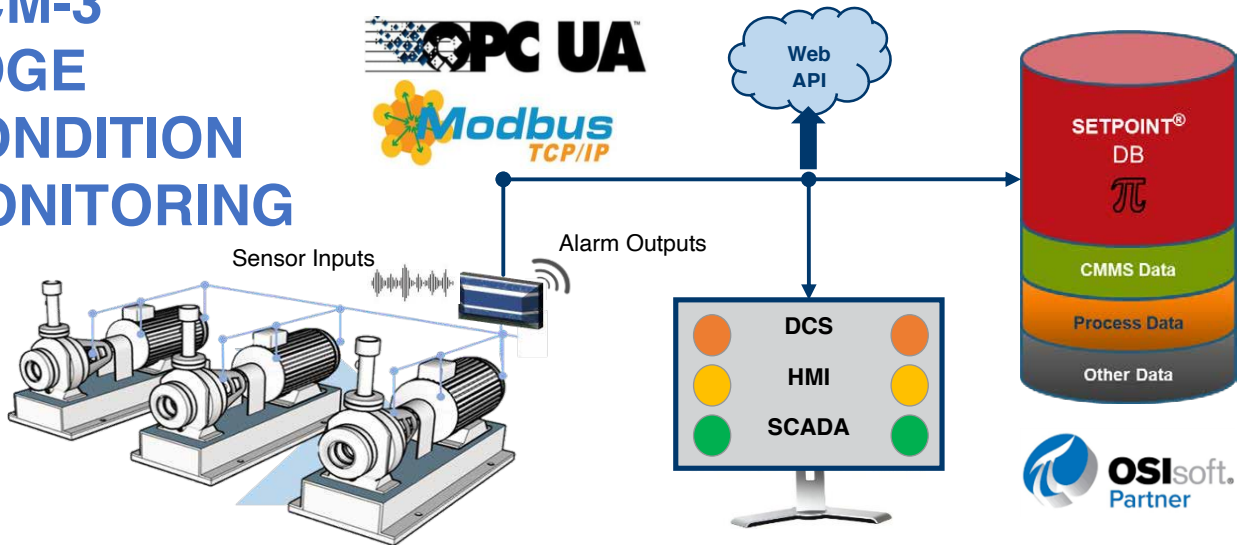 CM-3
DGE
ONDITION
ONITORING
OPC UA
Modbus
TCP/IP
Web
API
Sensor Inputs
Alarm Outputs
DCS
HMI
SCADA
SETPOINT®
DB
π
CMMS Data
Process Data
Other Data
OSIsoft.
Partner